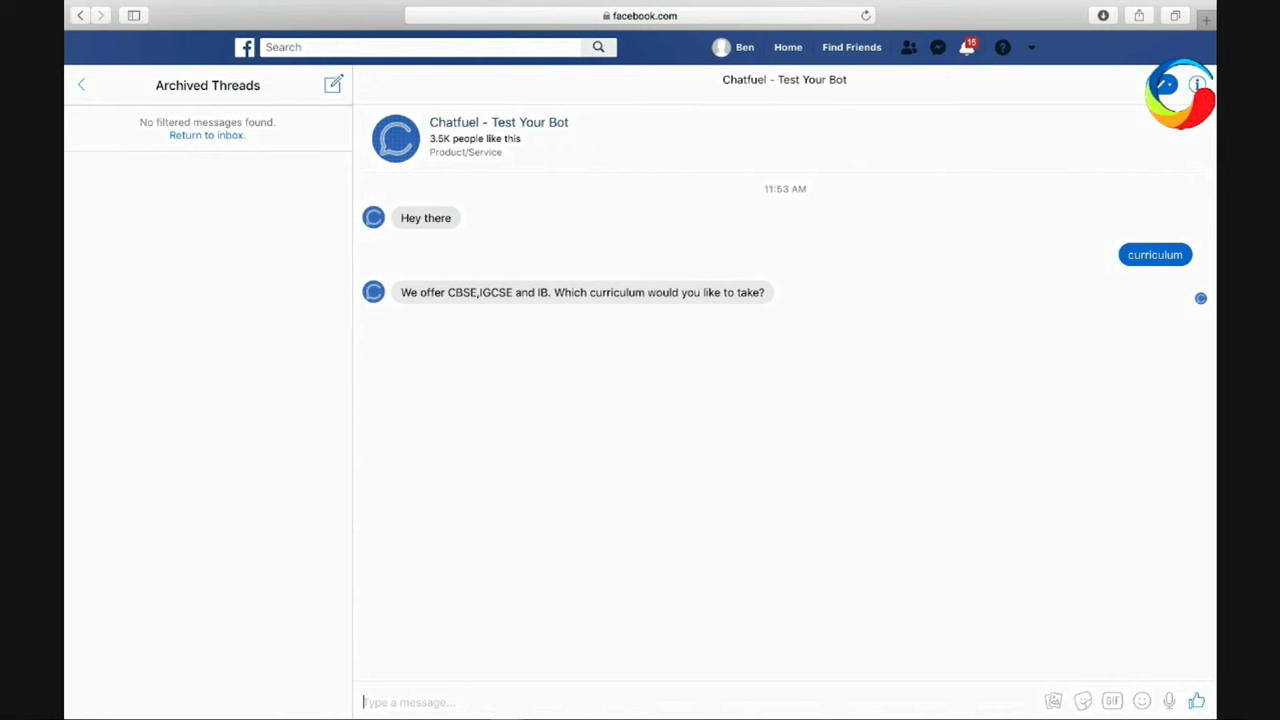 facebook.com
Search
Ben
Home
Find Friends
15
Archived Threads
Chatfuel - Test Your Bot
No filtered messages found.
Return to inbox.
Chatfuel - Test Your Bot
3.5K people like this
Product/Service
11:53 AM
Hey there
curriculum
We offer CBSE,IGCSE and IB. Which curriculum would you like to take?
Type a message...
GIF